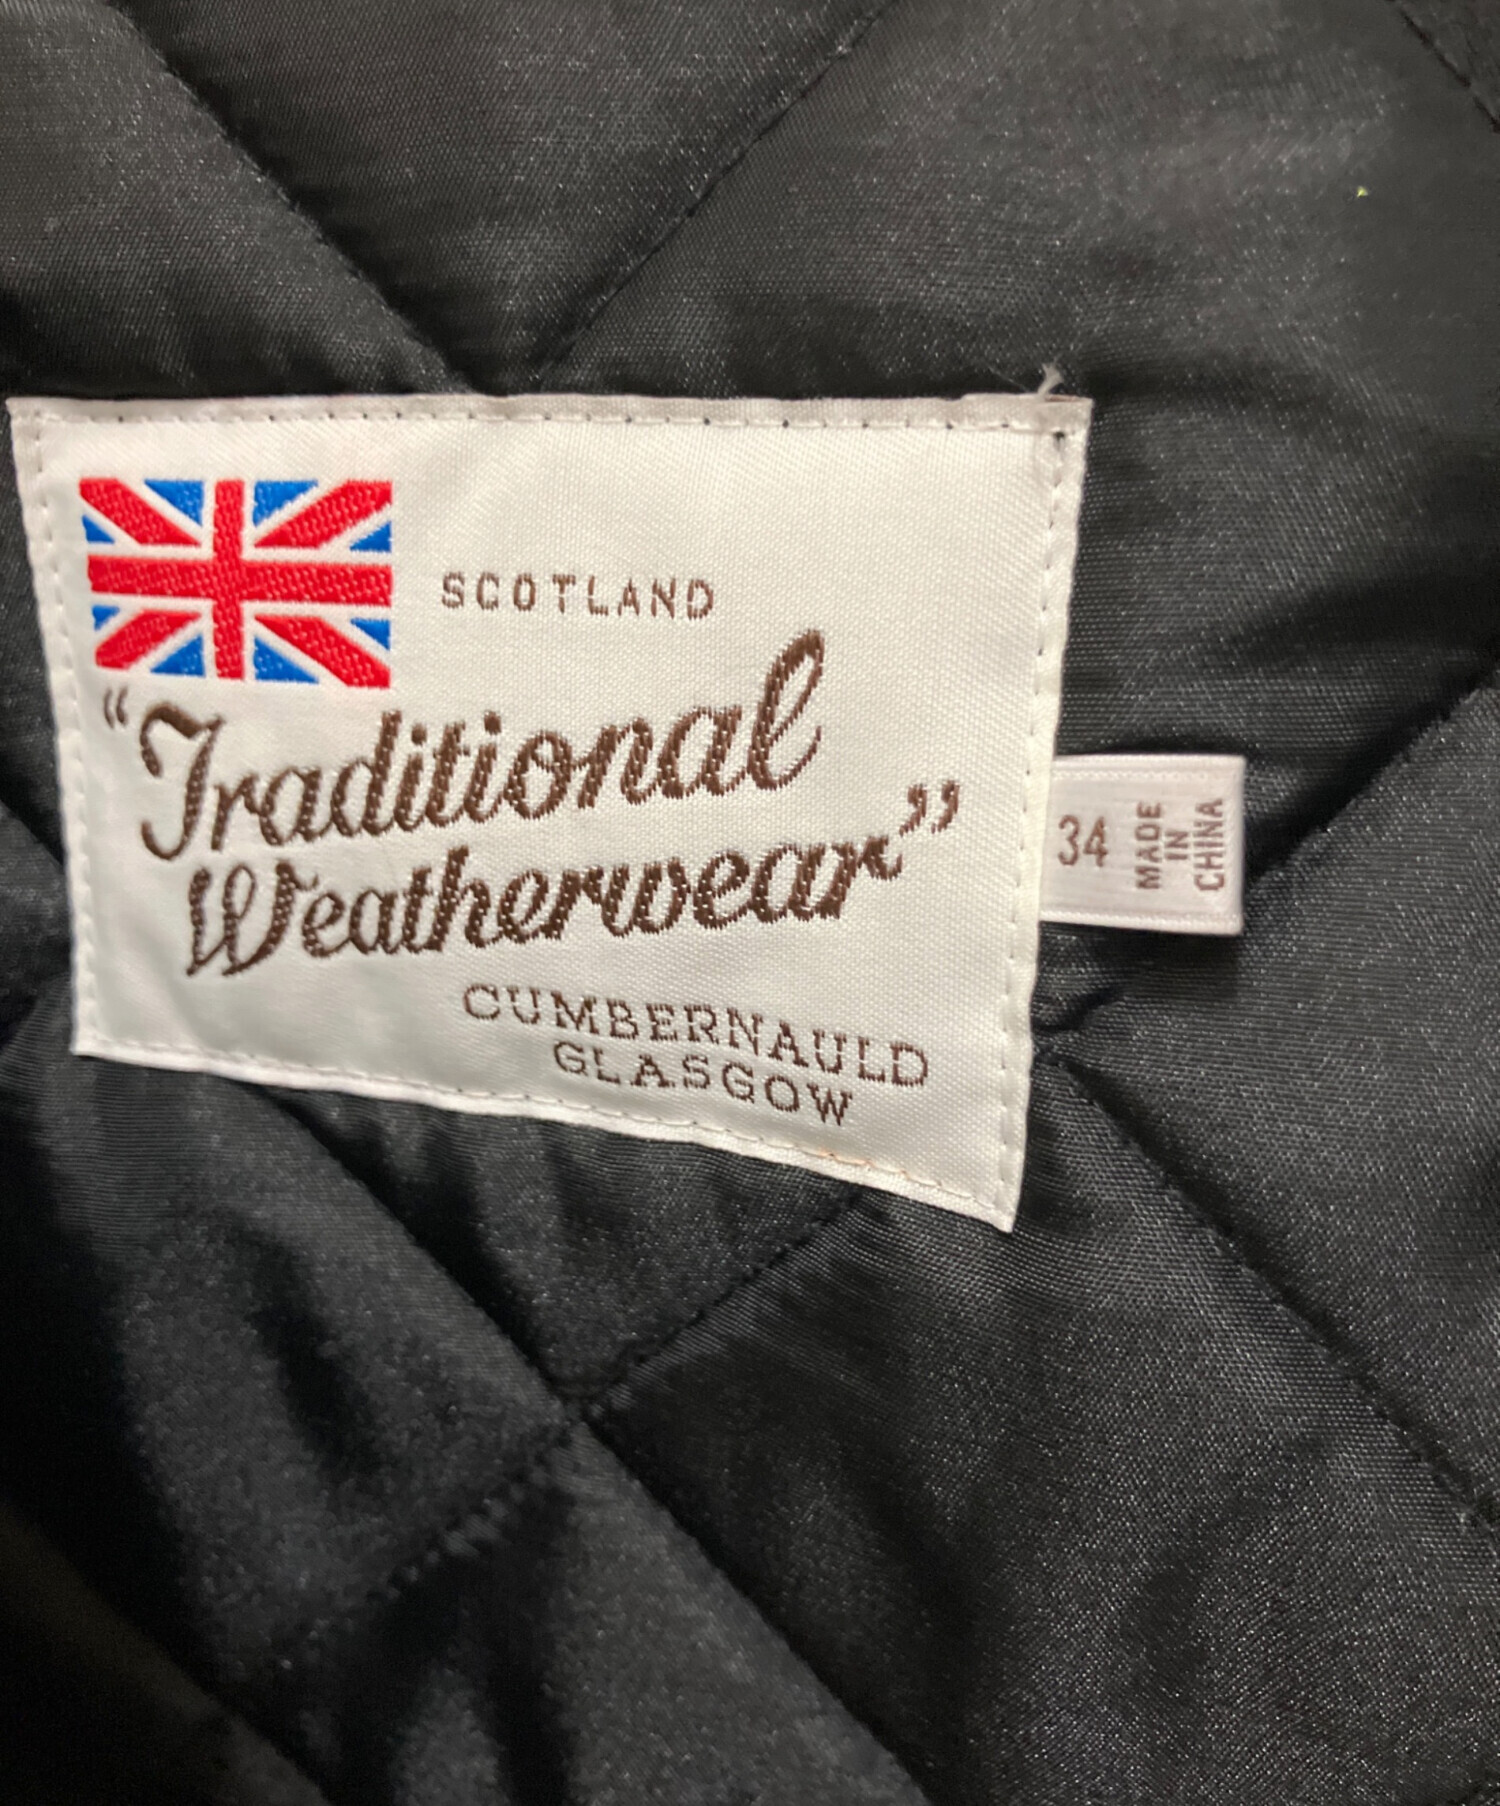 SCOTLAND
“Traditional
Weatherwear”
CUMBERNAULD
GLASGOW
34
MADE
IN
CHINA